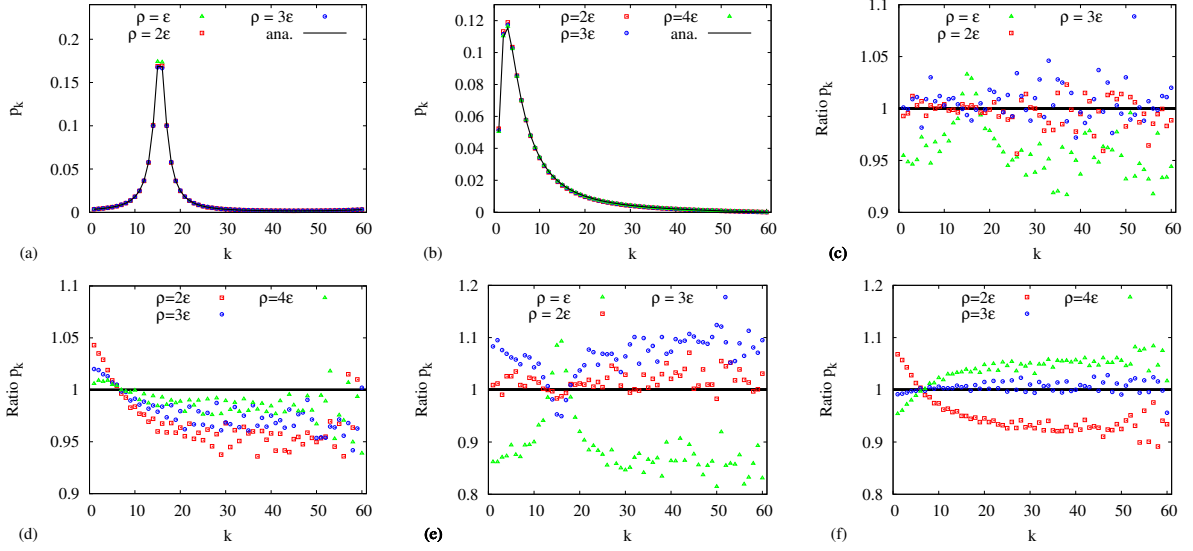 ρ = ε ρ = 3ε
ρ = 2ε ana.
0.2
0.15
0.1
0.05
0
p_k
0 10 20 30 40 50 60
(a) k
ρ=2ε ρ=4ε
ρ=3ε ana.
0.12
0.1
0.08
0.06
0.04
0.02
0
p_k
0 10 20 30 40 50 60
(b) k
1.1
ρ = ε ρ = 3ε
ρ = 2ε
1.05
1
0.95
0.9
Ratio p_k
0 10 20 30 40 50 60
(c) k
1.1
ρ=2ε ρ=4ε
ρ=3ε
1.05
1
0.95
0.9
Ratio p_k
0 10 20 30 40 50 60
(d) k
1.2
ρ = ε ρ = 3ε
ρ = 2ε
1.1
1
0.9
0.8
Ratio p_k
0 10 20 30 40 50 60
(e) k
1.2
ρ=2ε ρ=4ε
ρ=3ε
1.1
1
0.9
0.8
Ratio p_k
0 10 20 30 40 50 60
(f) k